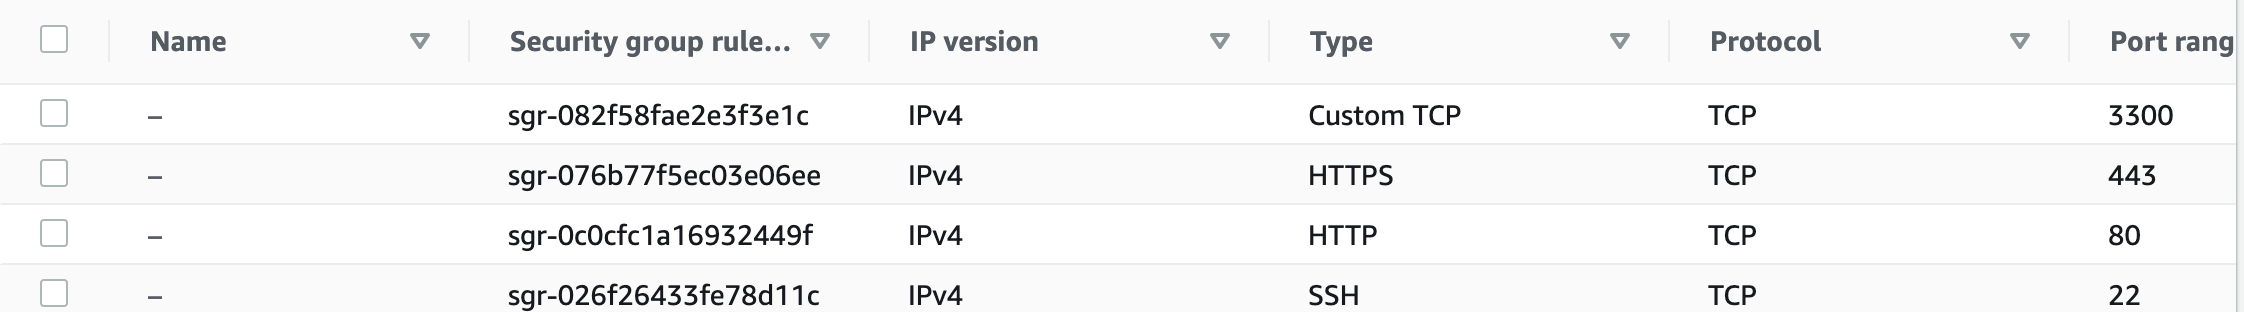 Name Security group rule... IP version Type Protocol Port rang
– sgr-082f58fae2e3f3e1c IPv4 Custom TCP TCP 3300
– sgr-076b77f5ec03e06ee IPv4 HTTPS TCP 443
– sgr-0c0cfc1a16932449f IPv4 HTTP TCP 80
– sgr-026f26433fe78d11c IPv4 SSH TCP 22